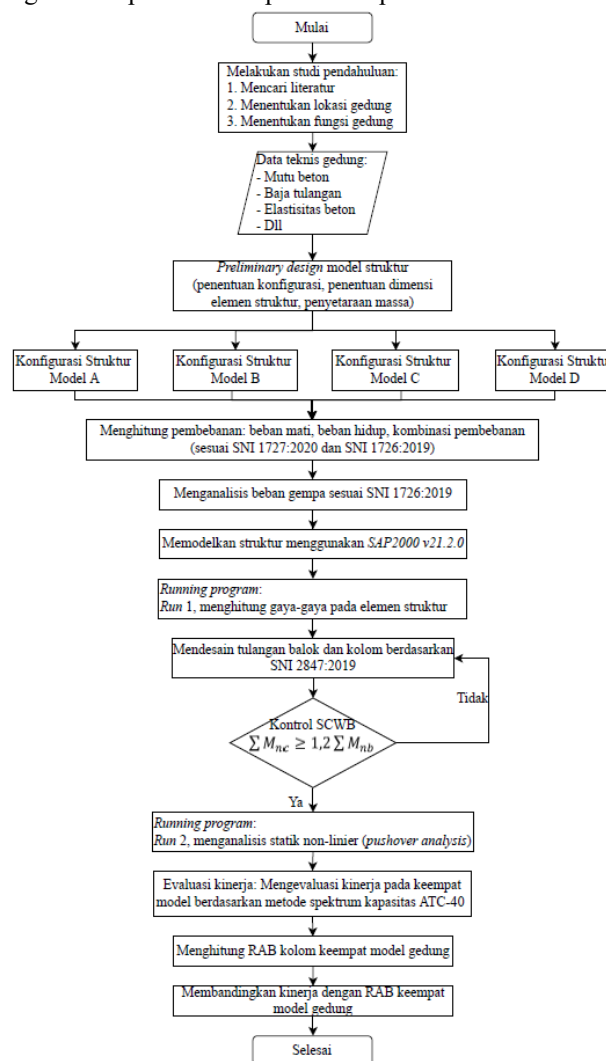 Mulai
Melakukan studi pendahuluan:
1. Mencari literatur
2. Menentukan lokasi gedung
3. Menentukan fungsi gedung
Data teknis gedung:
- Mutu beton
- Baja tulangan
- Elastisitas beton
- Dll
Preliminary design model struktur
(penentuan konfigurasi, penentuan dimensi
elemen struktur, penyetaraan massa)
Konfigurasi Struktur
Model A
Konfigurasi Struktur
Model B
Konfigurasi Struktur
Model C
Konfigurasi Struktur
Model D
Menghitung pembebanan: beban mati, beban hidup, kombinasi pembebanan
(sesuai SNI 1727:2020 dan SNI 1726:2019)
Menganalisis beban gempa sesuai SNI 1726:2019
Memodelkan struktur menggunakan SAP2000 v21.2.0
Running program:
Run 1, menghitung gaya-gaya pada elemen struktur
Mendesain tulangan balok dan kolom berdasarkan
SNI 2847:2019
Tidak
Kontrol SCWB
∑ M_nc ≥ 1,2 ∑ M_nb
Ya
Running program:
Run 2, menganalisis statik non-linier (pushover analysis)
Evaluasi kinerja: Mengevaluasi kinerja pada keempat
model berdasarkan metode spektrum kapasitas ATC-40
Menghitung RAB kolom keempat model gedung
Membandingkan kinerja dengan RAB keempat
model gedung
Selesai